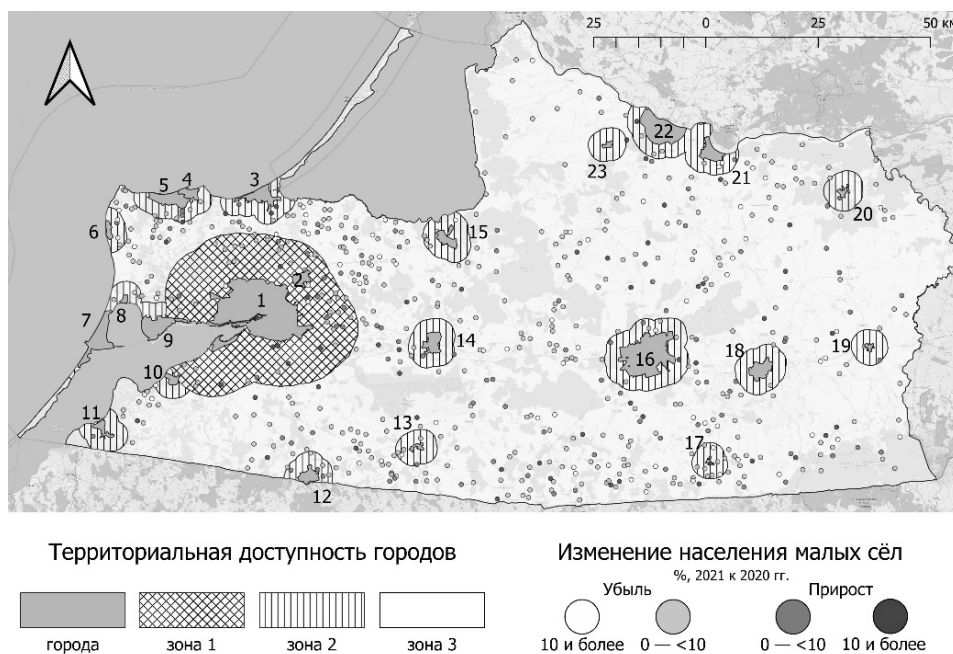 25 0 25 50 км
22
23
21
5 4 3
20
6
15
2
1
8
7
9
14
16
18
19
10
11
13
17
12
Территориальная доступность городов
города зона 1 зона 2 зона 3
Изменение населения малых сёл
%, 2021 к 2020 гг.
Убыль Прирост
10 и более 0 — <10 0 — <10 10 и более